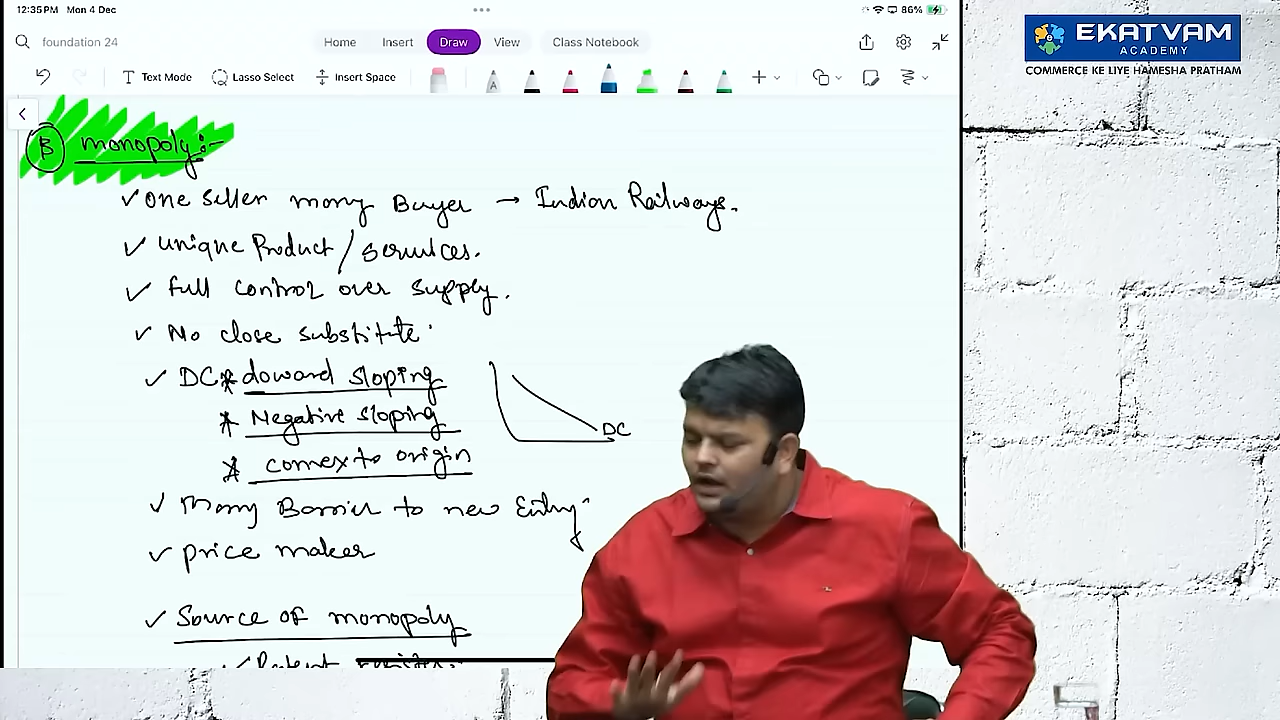 12:35 PM Mon 4 Dec
86%
foundation 24
Home Insert Draw View Class Notebook
Text Mode Lasso Select Insert Space
EKATVAM
ACADEMY
COMMERCE KE LIYE HAMESHA PRATHAM
B monopoly:-
✓ One Seller many Buyer → Indian Railways.
✓ unique Product / services.
✓ full control over supply.
✓ No close substitute.
✓ DC * doward sloping
* Negative sloping
* comex to origin
DC
✓ Many Barrier to new Entry
✓ price maker
✓ Source of monopoly
✓ Patent